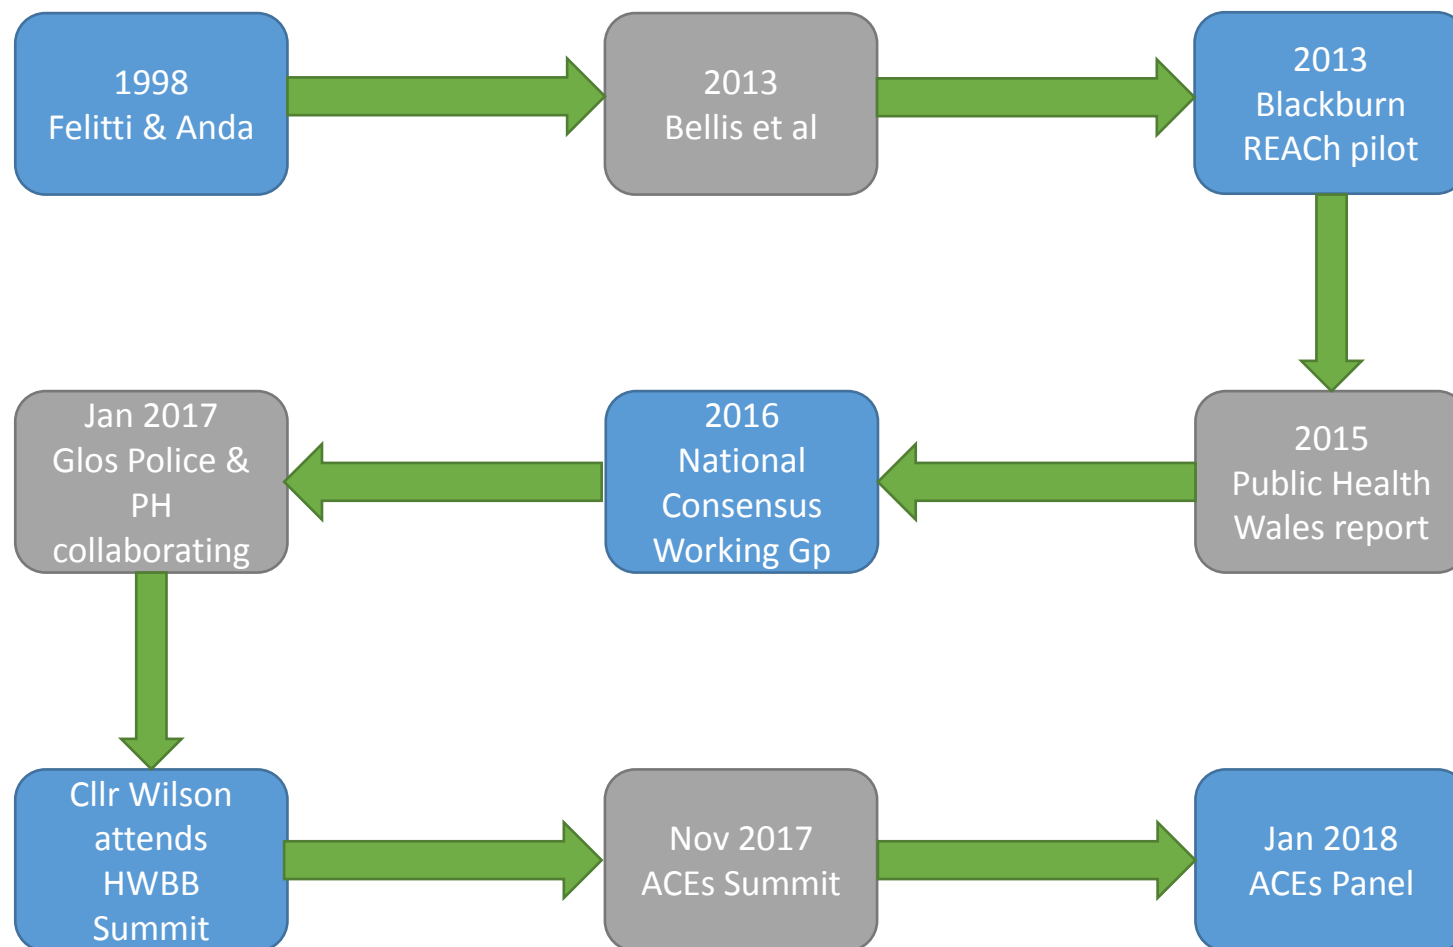 1998
Felitti & Anda
2013
Bellis et al
2013
Blackburn
REACh pilot
2015
Public Health
Wales report
2016
National
Consensus
Working Gp
Jan 2017
Glos Police &
PH
collaborating
Cllr Wilson
attends
HWBB
Summit
Nov 2017
ACEs Summit
Jan 2018
ACEs Panel